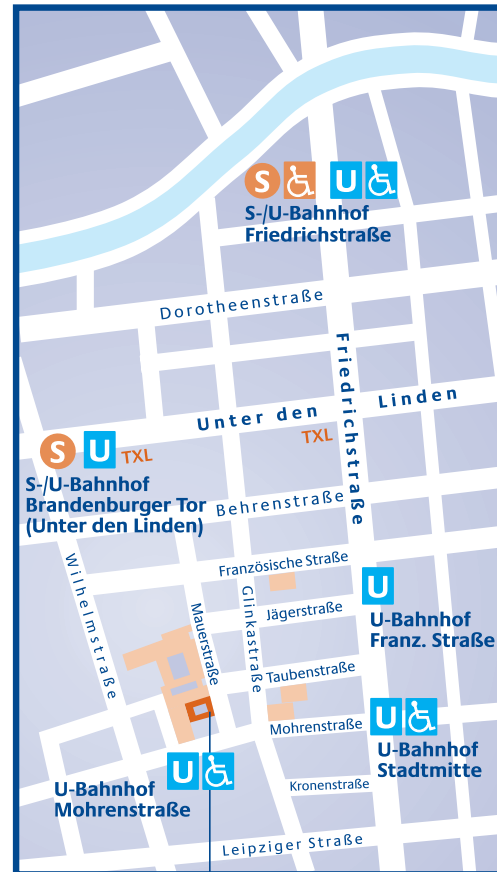 S U
S-/U-Bahnhof
Friedrichstraße
Dorotheenstraße
Friedrichstraße
Unter den Linden
TXL
S U TXL
S-/U-Bahnhof
Brandenburger Tor
(Unter den Linden)
Behrenstraße
Französische Straße
Wilhelmstraße
Mauerstraße
Glinkastraße
Jägerstraße
U
U-Bahnhof
Franz. Straße
Taubenstraße
Mohrenstraße
U
U-Bahnhof
Stadtmitte
U
U-Bahnhof
Mohrenstraße
Kronenstraße
Leipziger Straße